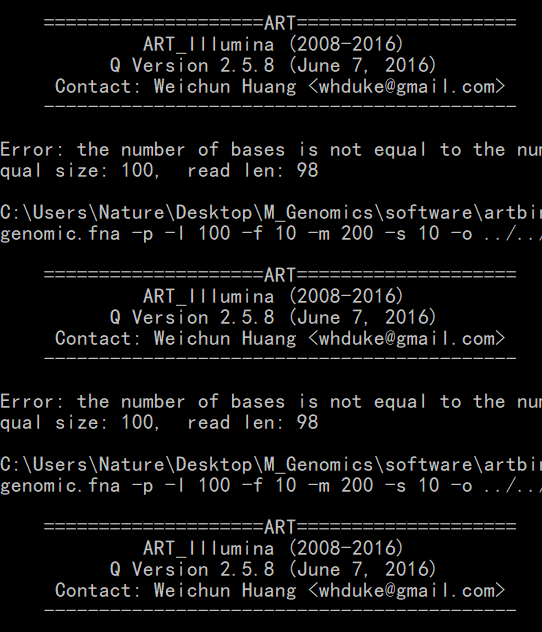 =====================ART=====================
ART_Illumina (2008-2016)
Q Version 2.5.8 (June 7, 2016)
Contact: Weichun Huang <whduke@gmail.com>
-------------------------------------------
Error: the number of bases is not equal to the
qual size: 100,  read len: 98
C:\Users\Nature\Desktop\M_Genomics\software\artbin
genomic.fna -p -l 100 -f 10 -m 200 -s 10 -o ../../
=====================ART=====================
ART_Illumina (2008-2016)
Q Version 2.5.8 (June 7, 2016)
Contact: Weichun Huang <whduke@gmail.com>
-------------------------------------------
Error: the number of bases is not equal to the
qual size: 100,  read len: 98
C:\Users\Nature\Desktop\M_Genomics\software\artbin
genomic.fna -p -l 100 -f 10 -m 200 -s 10 -o ../../
=====================ART=====================
ART_Illumina (2008-2016)
Q Version 2.5.8 (June 7, 2016)
Contact: Weichun Huang <whduke@gmail.com>
-------------------------------------------